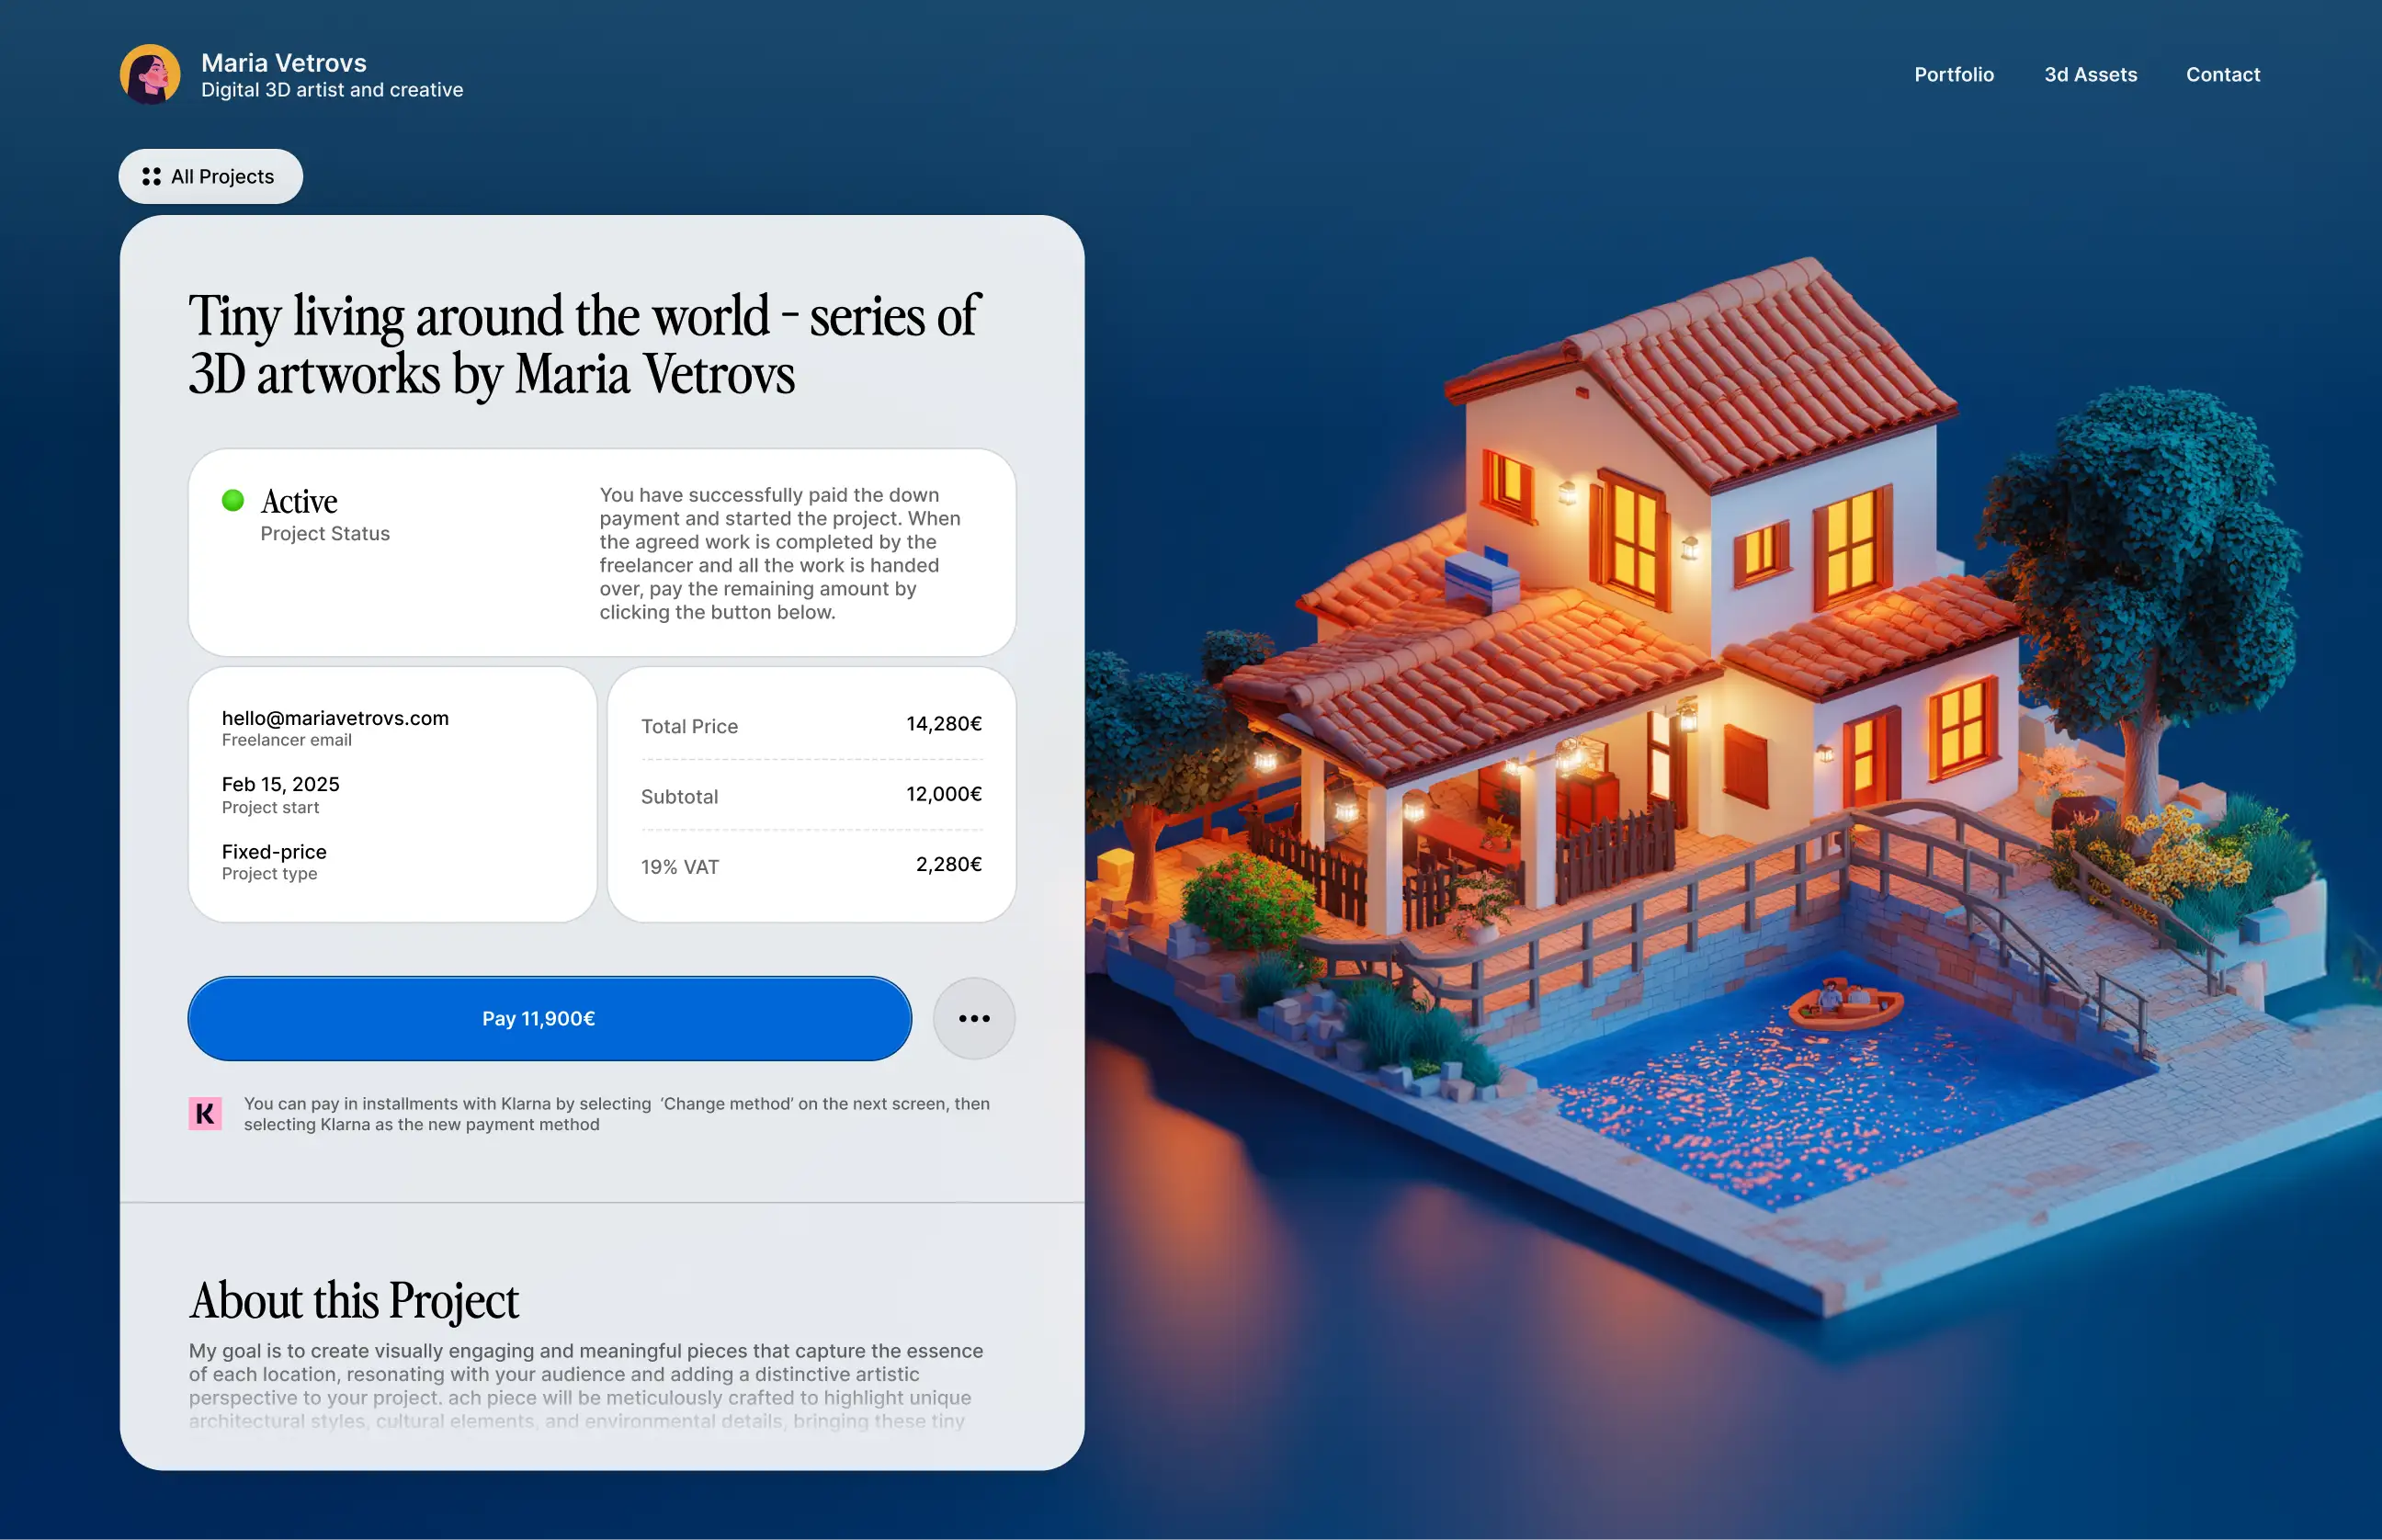 Maria Vetrovs
Digital 3D artist and creative
Portfolio
3d Assets
Contact
All Projects
Tiny living around the world - series of
3D artworks by Maria Vetrovs
Active
Project Status
You have successfully paid the down
payment and started the project. When
the agreed work is completed by the
freelancer and all the work is handed
over, pay the remaining amount by
clicking the button below.
hello@mariavetrovs.com
Freelancer email
Feb 15, 2025
Project start
Fixed-price
Project type
Total Price 14,280€
Subtotal 12,000€
19% VAT 2,280€
Pay 11,900€
K
You can pay in installments with Klarna by selecting ‘Change method’ on the next screen, then
selecting Klarna as the new payment method
About this Project
My goal is to create visually engaging and meaningful pieces that capture the essence
of each location, resonating with your audience and adding a distinctive artistic
perspective to your project. ach piece will be meticulously crafted to highlight unique
architectural styles, cultural elements, and environmental details, bringing these tiny